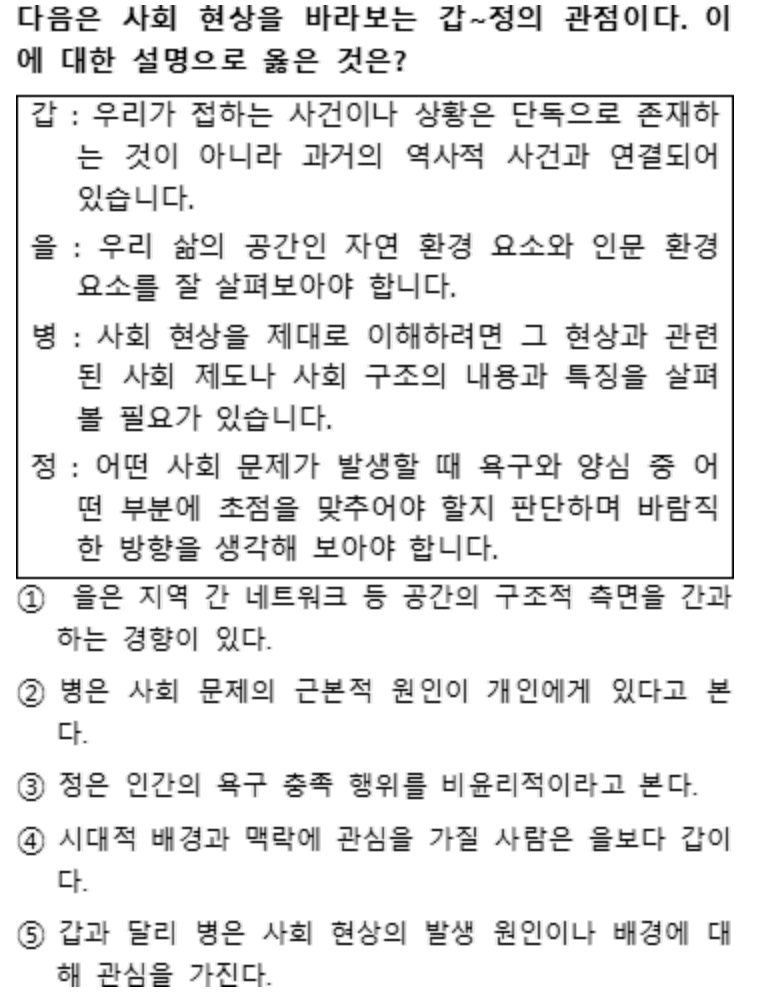 다음은 사회 현상을 바라보는 갑~정의 관점이다. 이
에 대한 설명으로 옳은 것은?
갑 : 우리가 접하는 사건이나 상황은 단독으로 존재하
는 것이 아니라 과거의 역사적 사건과 연결되어
있습니다.
을 : 우리 삶의 공간인 자연 환경 요소와 인문 환경
요소를 잘 살펴보아야 합니다.
병 : 사회 현상을 제대로 이해하려면 그 현상과 관련
된 사회 제도나 사회 구조의 내용과 특징을 살펴
볼 필요가 있습니다.
정 : 어떤 사회 문제가 발생할 때 욕구와 양심 중 어
떤 부분에 초점을 맞추어야 할지 판단하며 바람직
한 방향을 생각해 보아야 합니다.
① 을은 지역 간 네트워크 등 공간의 구조적 측면을 간과
하는 경향이 있다.
② 병은 사회 문제의 근본적 원인이 개인에게 있다고 본
다.
③ 정은 인간의 욕구 충족 행위를 비윤리적이라고 본다.
④ 시대적 배경과 맥락에 관심을 가질 사람은 을보다 갑이
다.
⑤ 갑과 달리 병은 사회 현상의 발생 원인이나 배경에 대
해 관심을 가진다.